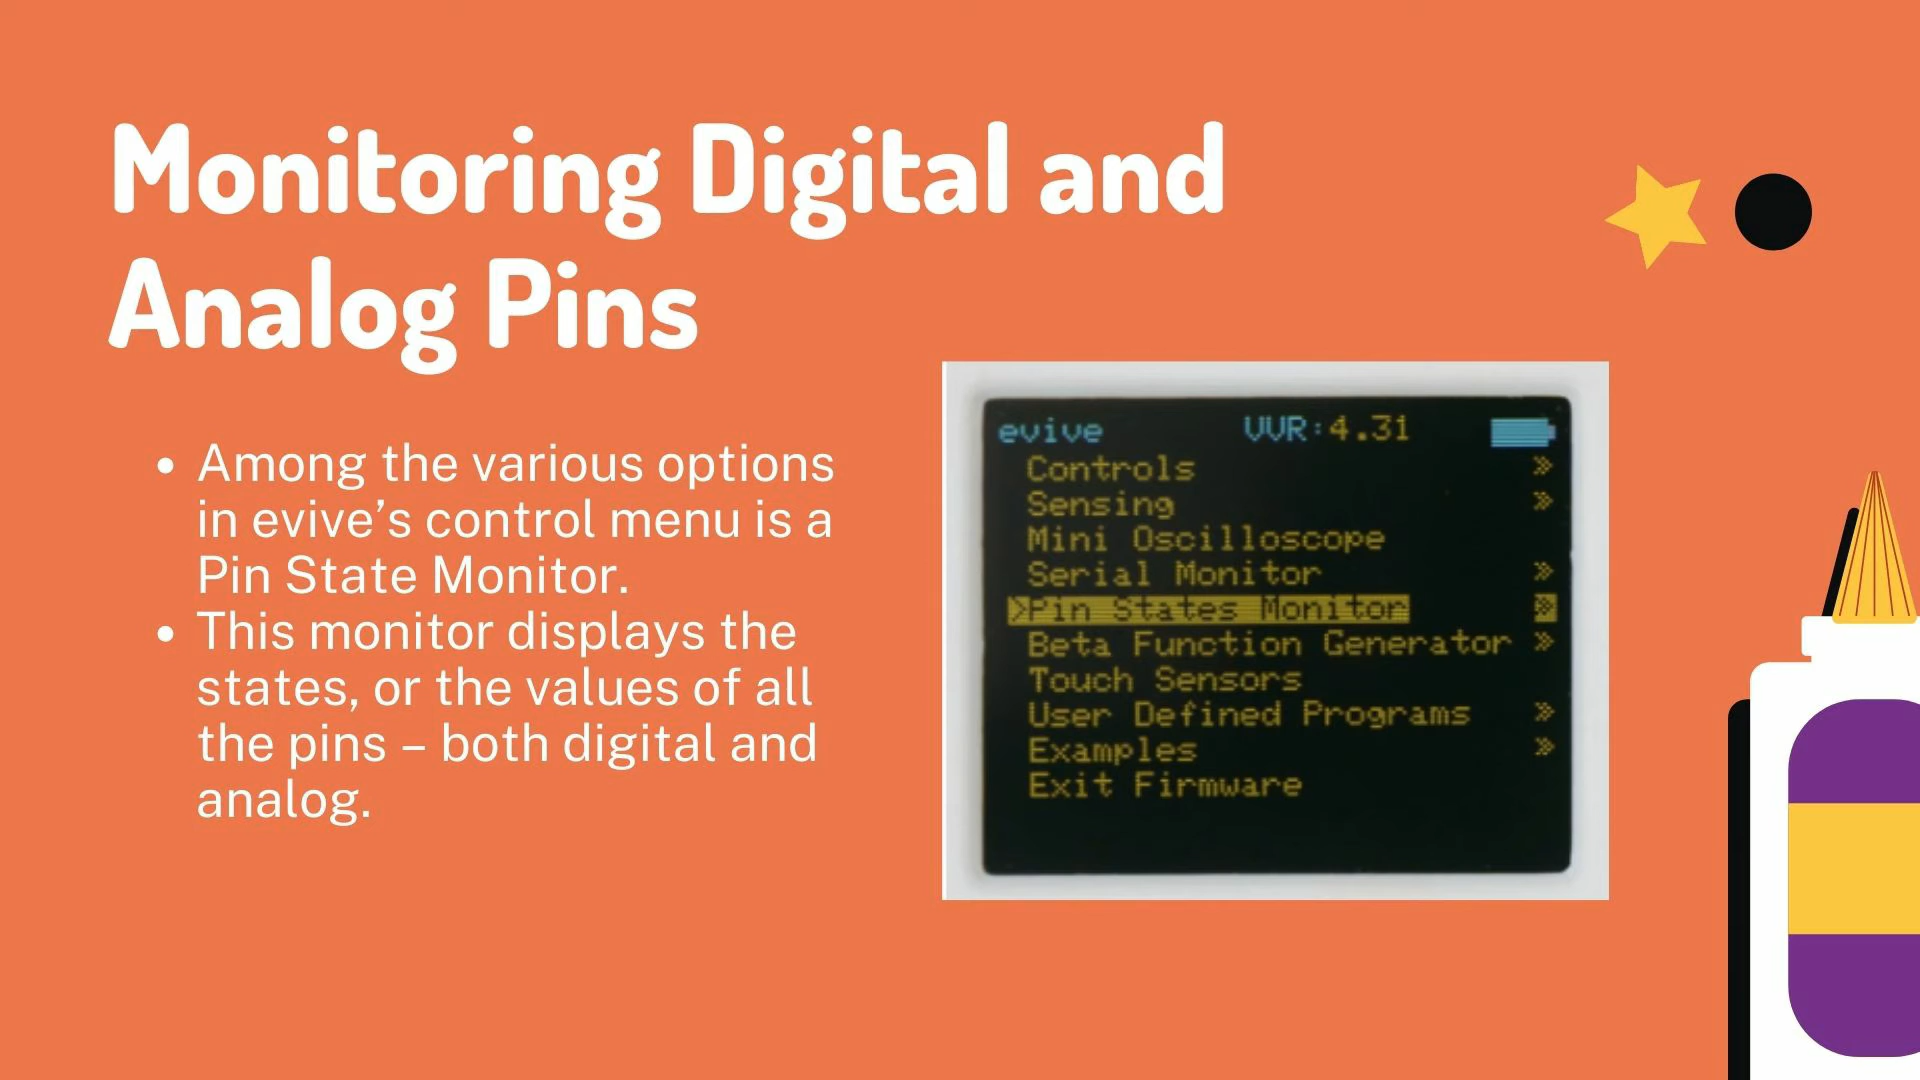 Monitoring Digital and
Analog Pins
• Among the various options
in evive’s control menu is a
Pin State Monitor.
• This monitor displays the
states, or the values of all
the pins – both digital and
analog.
evive VVR:4.31
Controls »
Sensing »
Mini Oscilloscope
Serial Monitor »
>Pin States Monitor »
Beta Function Generator »
Touch Sensors
User Defined Programs »
Examples »
Exit Firmware